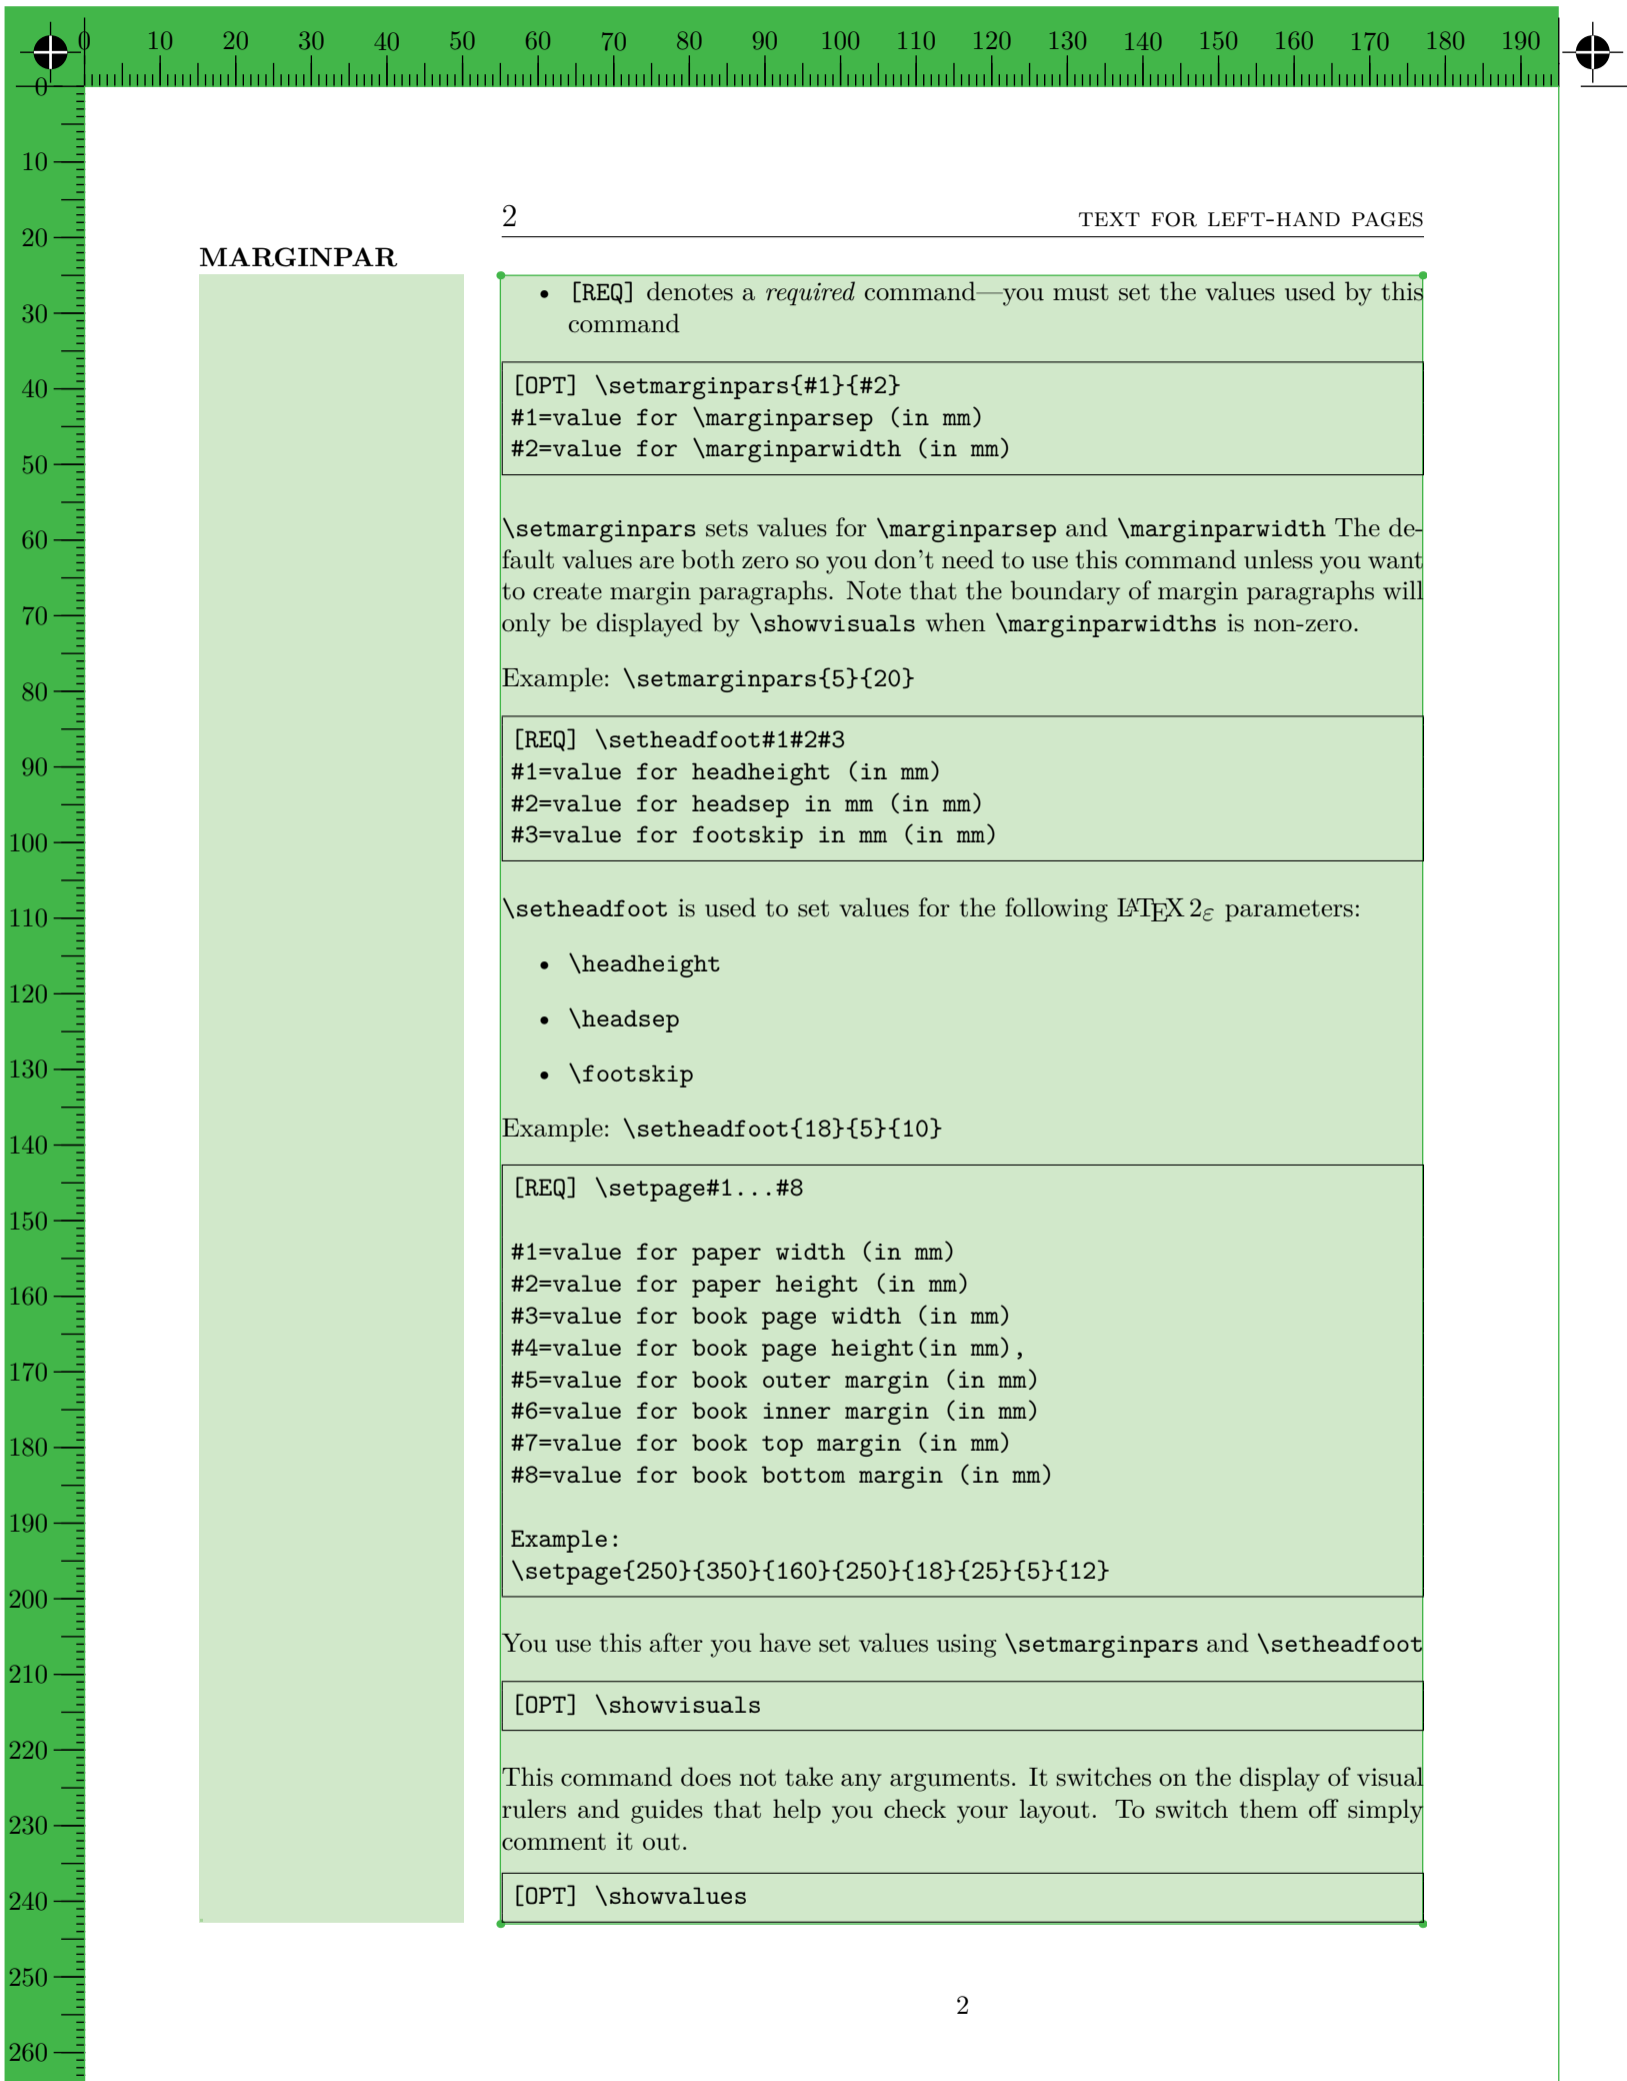 0 10 20 30 40 50 60 70 80 90 100 110 120 130 140 150 160 170 180 190
0
10
20
30
40
50
60
70
80
90
100
110
120
130
140
150
160
170
180
190
200
210
220
230
240
250
260
2 TEXT FOR LEFT-HAND PAGES
MARGINPAR
• [REQ] denotes a required command—you must set the values used by this
command
[OPT] \setmarginpars{#1}{#2}
#1=value for \marginparsep (in mm)
#2=value for \marginparwidth (in mm)
\setmarginpars sets values for \marginparsep and \marginparwidth The de-
fault values are both zero so you don't need to use this command unless you want
to create margin paragraphs. Note that the boundary of margin paragraphs will
only be displayed by \showvisuals when \marginparwidths is non-zero.
Example: \setmarginpars{5}{20}
[REQ] \setheadfoot#1#2#3
#1=value for headheight (in mm)
#2=value for headsep in mm (in mm)
#3=value for footskip in mm (in mm)
\setheadfoot is used to set values for the following LATEX 2ε parameters:
• \headheight
• \headsep
• \footskip
Example: \setheadfoot{18}{5}{10}
[REQ] \setpage#1...#8
#1=value for paper width (in mm)
#2=value for paper height (in mm)
#3=value for book page width (in mm)
#4=value for book page height(in mm),
#5=value for book outer margin (in mm)
#6=value for book inner margin (in mm)
#7=value for book top margin (in mm)
#8=value for book bottom margin (in mm)
Example:
\setpage{250}{350}{160}{250}{18}{25}{5}{12}
You use this after you have set values using \setmarginpars and \setheadfoot
[OPT] \showvisuals
This command does not take any arguments. It switches on the display of visual
rulers and guides that help you check your layout. To switch them off simply
comment it out.
[OPT] \showvalues
2